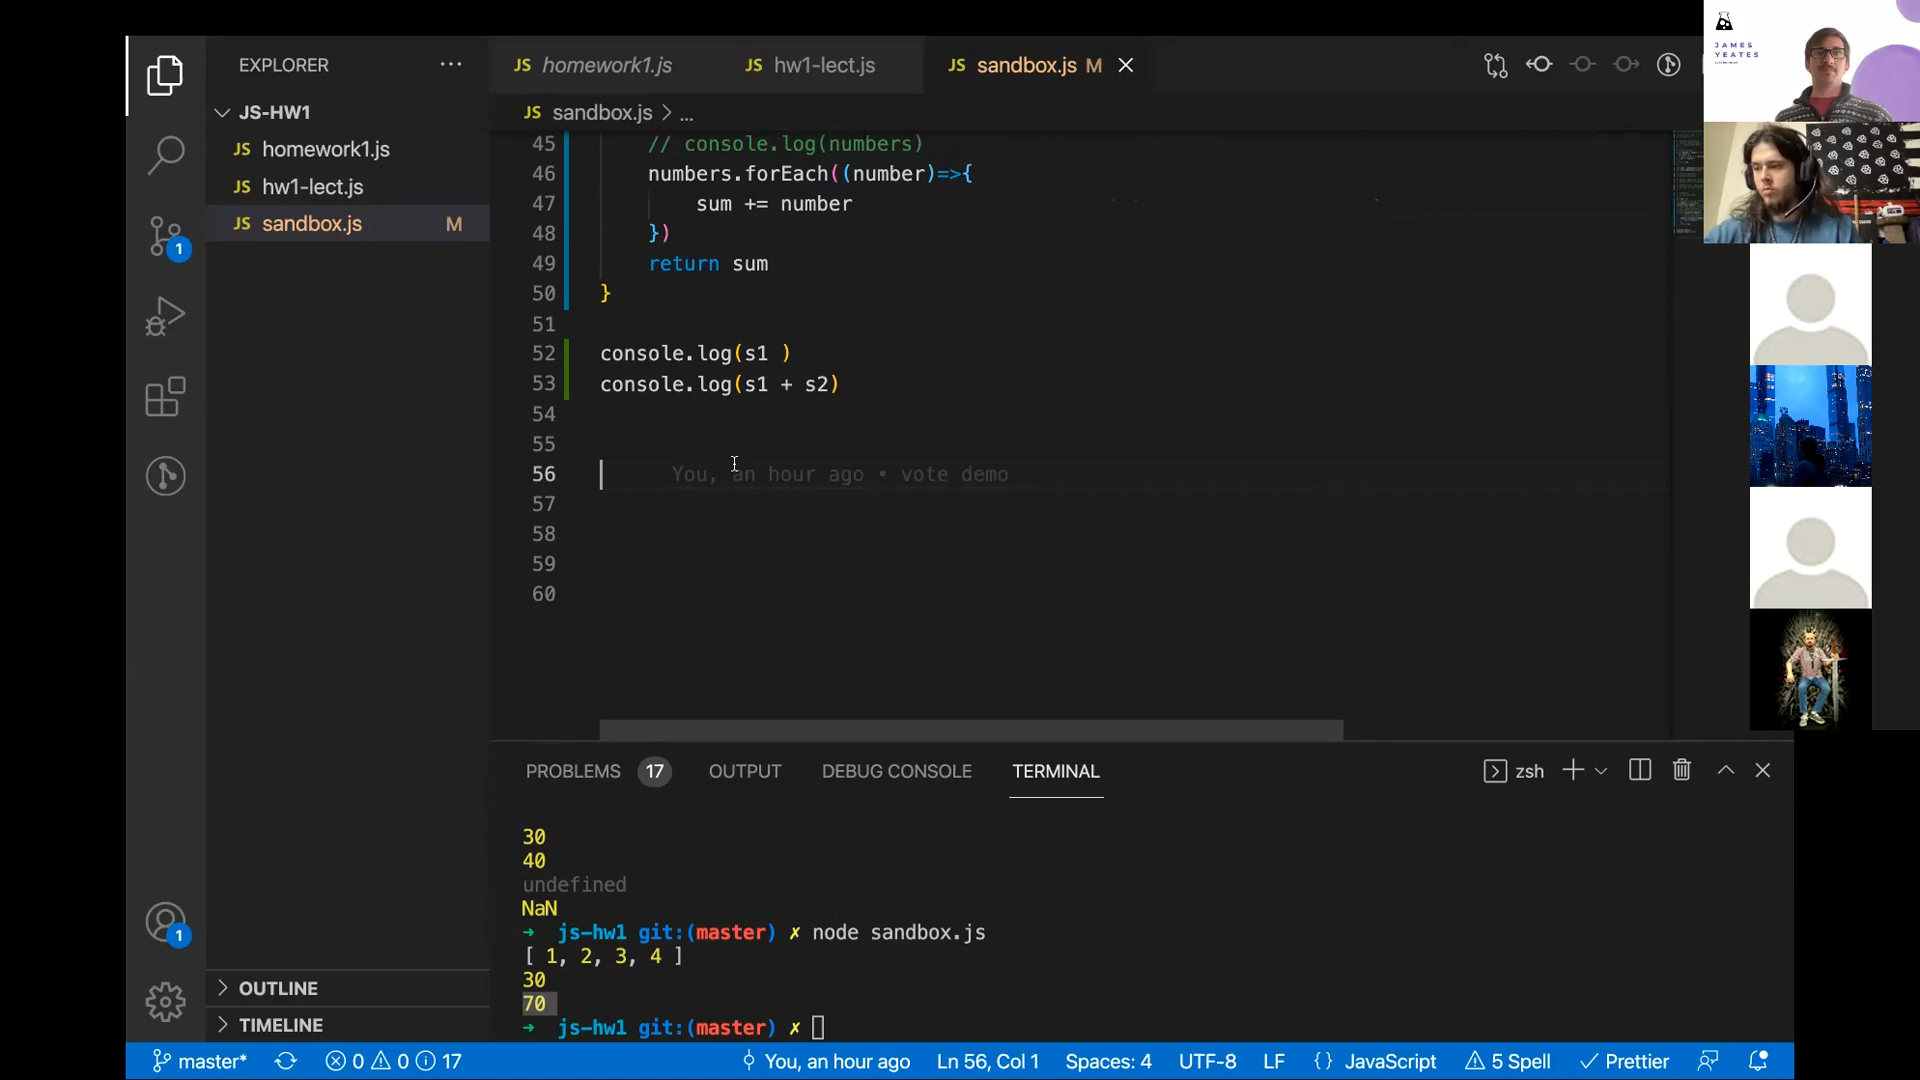 EXPLORER
JS-HW1
JS homework1.js
JS hw1-lect.js
JS sandbox.js M
OUTLINE
TIMELINE
JS homework1.js JS hw1-lect.js JS sandbox.js M
JS sandbox.js > ...
45 // console.log(numbers)
46 numbers.forEach((number)=>{
47 sum += number
48 })
49 return sum
50 }
51
52 console.log(s1 )
53 console.log(s1 + s2)
54
55
56 You, an hour ago • vote demo
57
58
59
60
PROBLEMS 17 OUTPUT DEBUG CONSOLE TERMINAL zsh
30
40
undefined
NaN
→ js-hw1 git:(master) ✗ node sandbox.js
[ 1, 2, 3, 4 ]
30
70
→ js-hw1 git:(master) ✗
1
1
master* 0 0 17 You, an hour ago Ln 56, Col 1 Spaces: 4 UTF-8 LF {} JavaScript 5 Spell Prettier
JAMES
YEATES